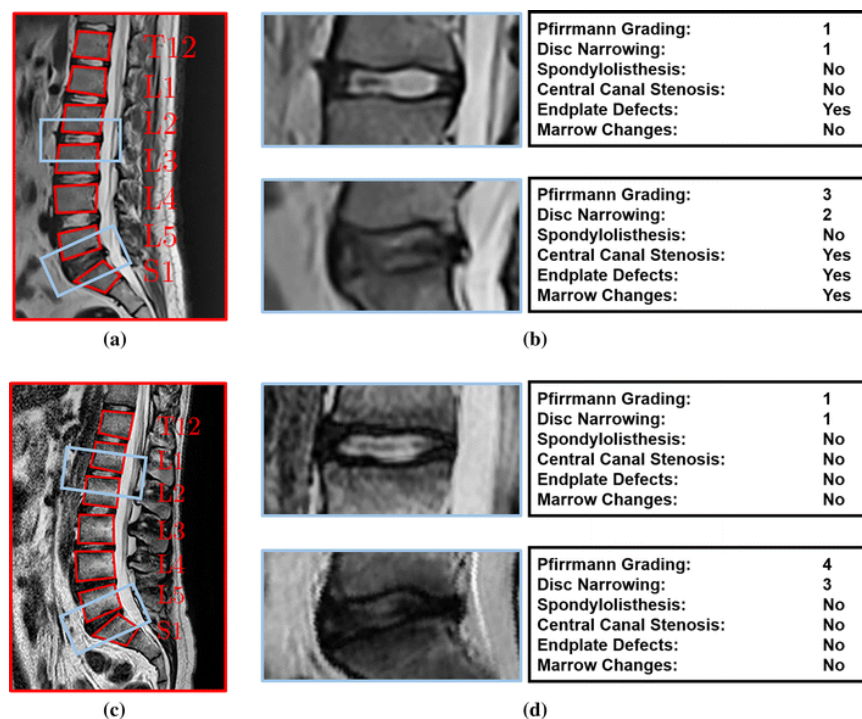 T12
L1
L2
L3
L4
L5
S1
Pfirrmann Grading: 1
Disc Narrowing: 1
Spondylolisthesis: No
Central Canal Stenosis: No
Endplate Defects: Yes
Marrow Changes: No
Pfirrmann Grading: 3
Disc Narrowing: 2
Spondylolisthesis: No
Central Canal Stenosis: Yes
Endplate Defects: Yes
Marrow Changes: Yes
(a)
(b)
T12
L1
L2
L3
L4
L5
S1
Pfirrmann Grading: 1
Disc Narrowing: 1
Spondylolisthesis: No
Central Canal Stenosis: No
Endplate Defects: No
Marrow Changes: No
Pfirrmann Grading: 4
Disc Narrowing: 3
Spondylolisthesis: No
Central Canal Stenosis: No
Endplate Defects: No
Marrow Changes: No
(c)
(d)